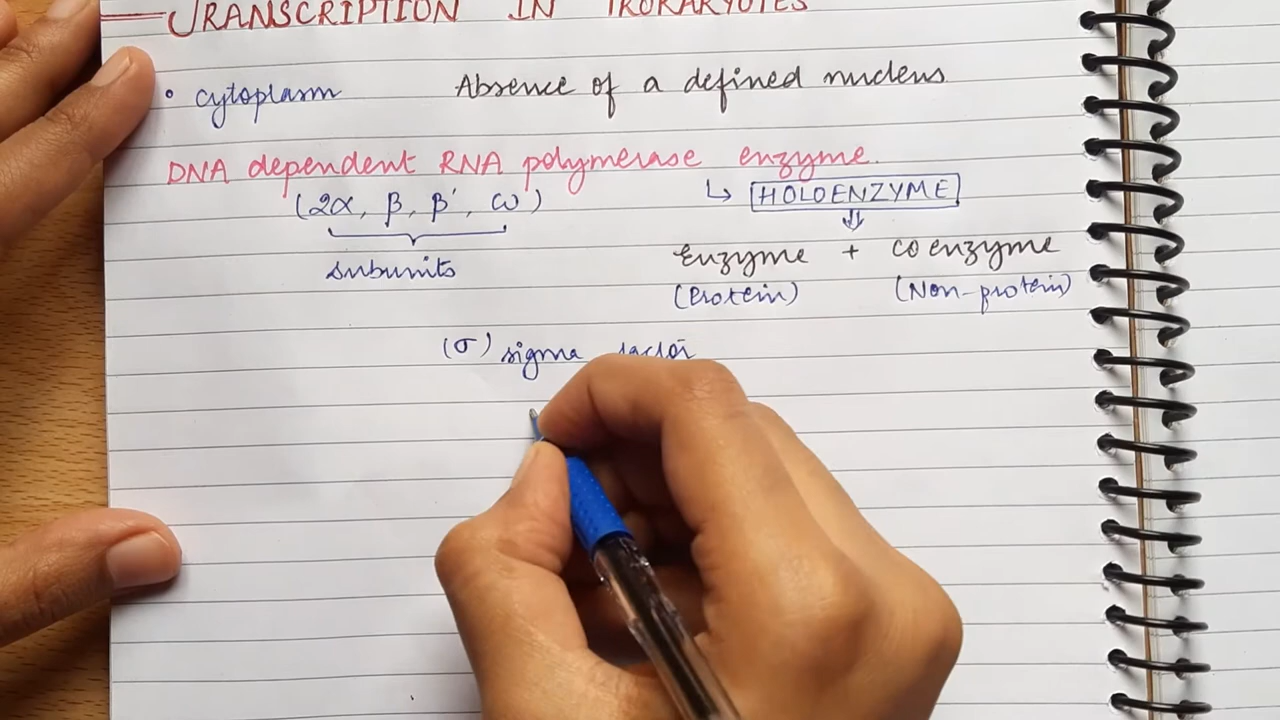 TRANSCRIPTION IN PROKARYOTES
• cytoplasm Absence of a defined nucleus
DNA dependent RNA polymerase enzyme.
(2α, β, β', ω) ↳ HOLOENZYME
⇓
subunits Enzyme + coenzyme
(Protein) (Non-protein)
(σ) sigma factor